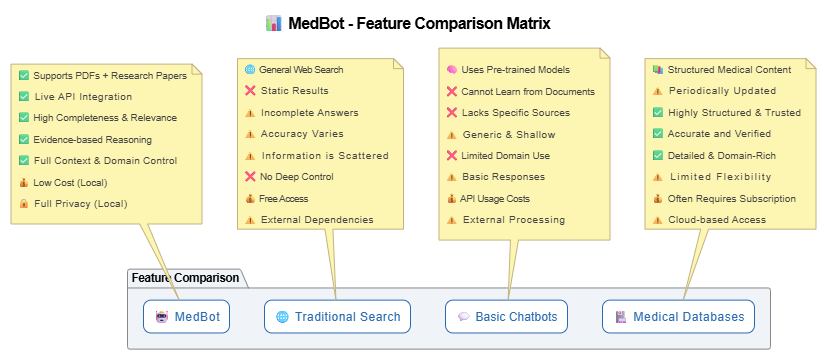 MedBot - Feature Comparison Matrix
Supports PDFs + Research Papers
Live API Integration
High Completeness & Relevance
Evidence-based Reasoning
Full Context & Domain Control
Low Cost (Local)
Full Privacy (Local)
General Web Search
Static Results
Incomplete Answers
Accuracy Varies
Information is Scattered
No Deep Control
Free Access
External Dependencies
Uses Pre-trained Models
Cannot Learn from Documents
Lacks Specific Sources
Generic & Shallow
Limited Domain Use
Basic Responses
API Usage Costs
External Processing
Structured Medical Content
Periodically Updated
Highly Structured & Trusted
Accurate and Verified
Detailed & Domain-Rich
Limited Flexibility
Often Requires Subscription
Cloud-based Access
Feature Comparison
MedBot
Traditional Search
Basic Chatbots
Medical Databases